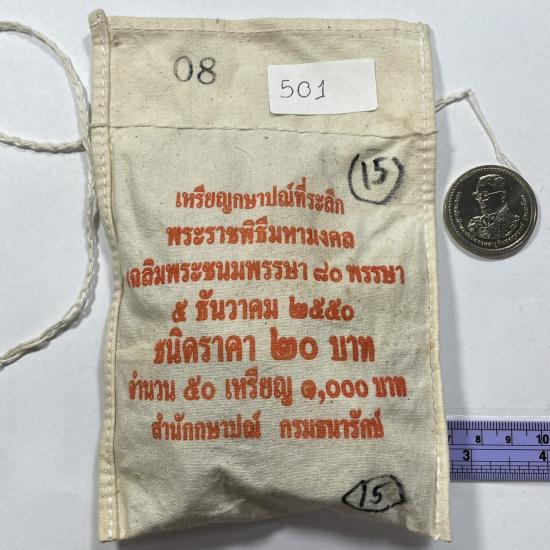 08
501
15
เหรียญกษาปณ์ที่ระลึก
พระราชพิธีมหามงคล
เฉลิมพระชนมพรรษา ๘๐ พรรษา
๕ ธันวาคม ๒๕๕๐
ชนิดราคา ๒๐ บาท
จำนวน ๕๐ เหรียญ ๑,๐๐๐ บาท
สำนักกษาปณ์ กรมธนารักษ์
15
8 9 10
3 4